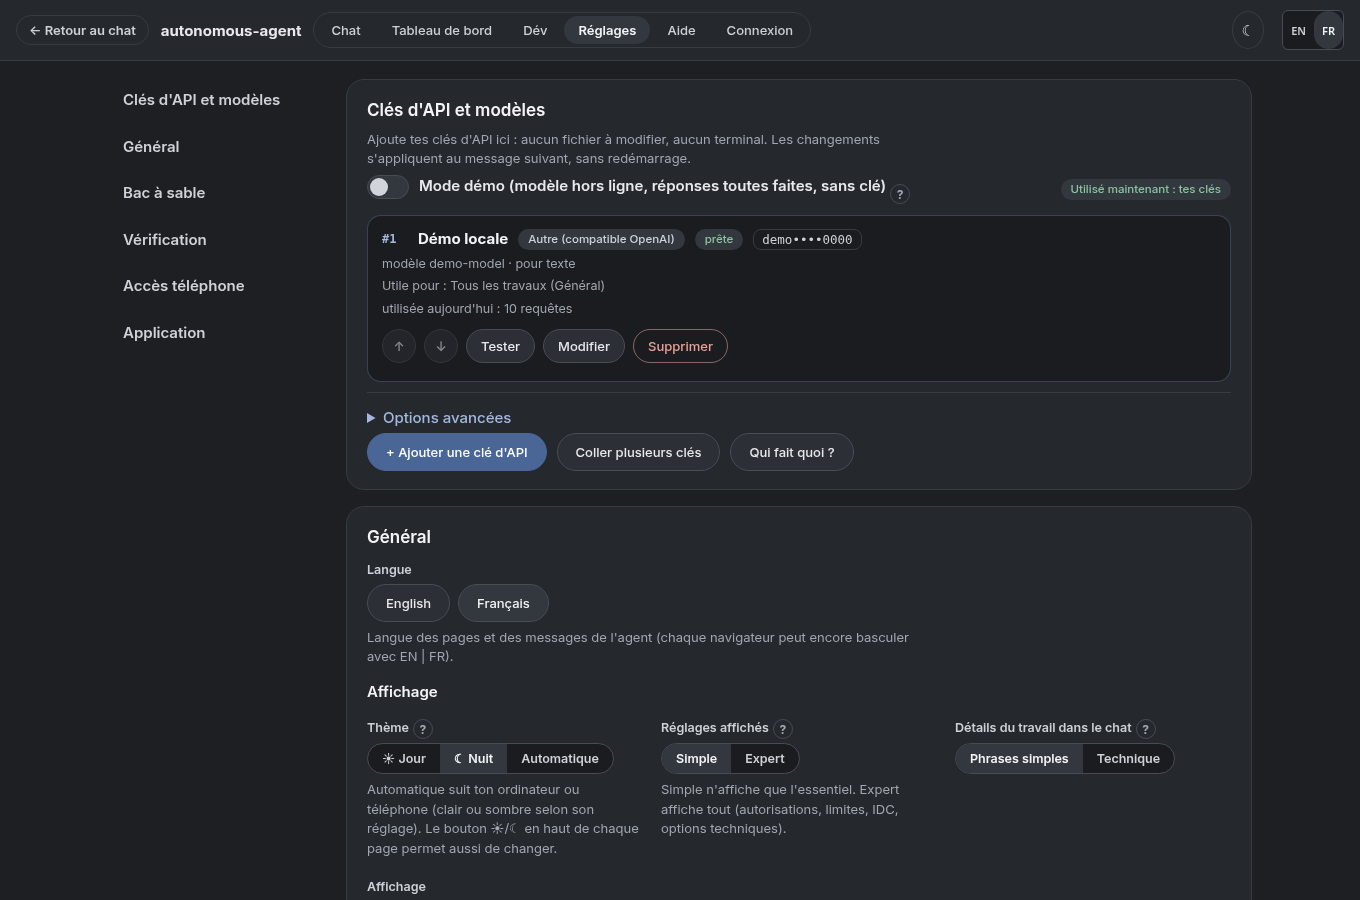 ← Retour au chat
autonomous-agent
Chat
Tableau de bord
Dév
Réglages
Aide
Connexion
☾
EN
FR
Clés d'API et modèles
Général
Bac à sable
Vérification
Accès téléphone
Application
Clés d'API et modèles
Ajoute tes clés d'API ici : aucun fichier à modifier, aucun terminal. Les changements
s'appliquent au message suivant, sans redémarrage.
Mode démo (modèle hors ligne, réponses toutes faites, sans clé) ?
Utilisé maintenant : tes clés
#1 Démo locale Autre (compatible OpenAI) prête demo••••0000
modèle demo-model · pour texte
Utile pour : Tous les travaux (Général)
utilisée aujourd'hui : 10 requêtes
↑ ↓ Tester Modifier Supprimer
▶ Options avancées
+ Ajouter une clé d'API
Coller plusieurs clés
Qui fait quoi ?
Général
Langue
English
Français
Langue des pages et des messages de l'agent (chaque navigateur peut encore basculer
avec EN | FR).
Affichage
Thème ?
☀ Jour
☾ Nuit
Automatique
Automatique suit ton ordinateur ou
téléphone (clair ou sombre selon son
réglage). Le bouton ☀/☾ en haut de chaque
page permet aussi de changer.
Réglages affichés ?
Simple
Expert
Simple n'affiche que l'essentiel. Expert
affiche tout (autorisations, limites, IDC,
options techniques).
Détails du travail dans le chat ?
Phrases simples
Technique
Affichage